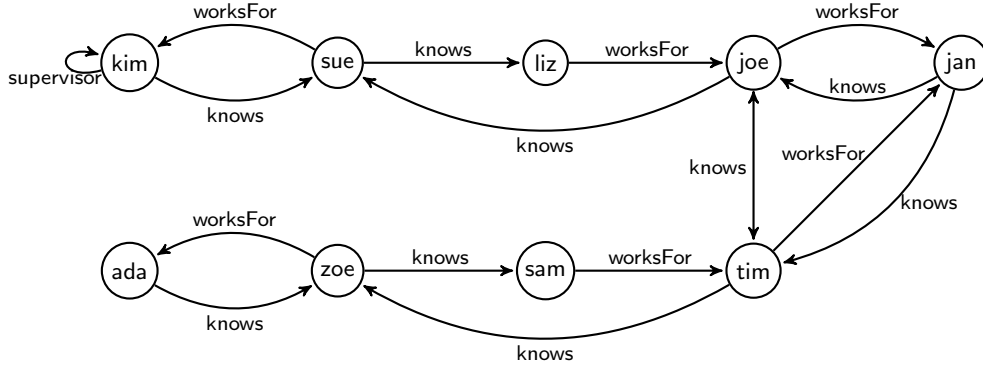 worksFor
worksFor
kim
sue
knows
liz
worksFor
joe
jan
supervisor
knows
knows
knows
knows
worksFor
knows
worksFor
ada
zoe
knows
sam
worksFor
tim
knows
knows